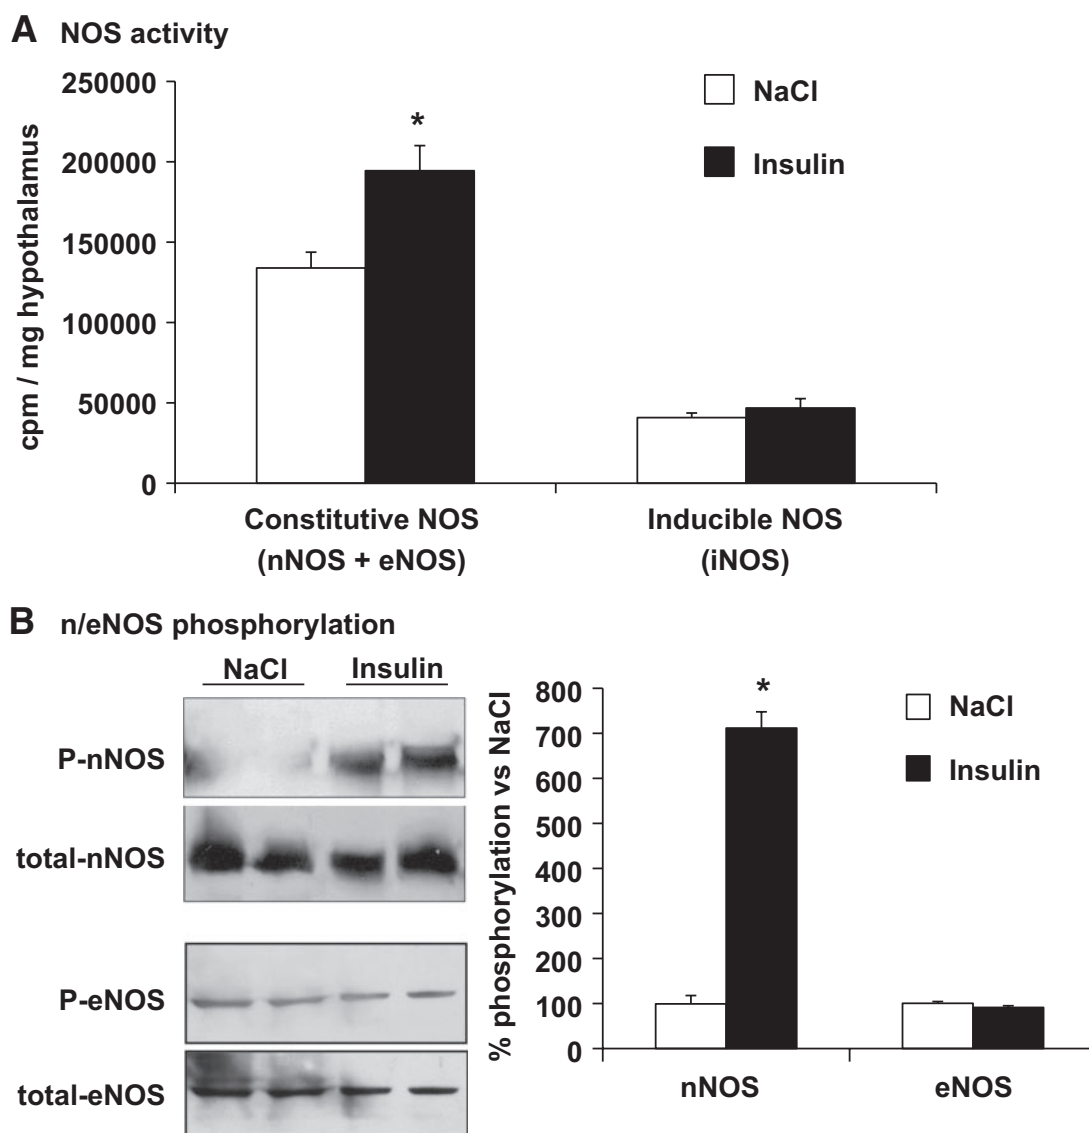 A NOS activity
cpm / mg hypothalamus
250000
200000
150000
100000
50000
0
*
NaCl
Insulin
Constitutive NOS
(nNOS + eNOS)
Inducible NOS
(iNOS)
B n/eNOS phosphorylation
NaCl Insulin
P-nNOS
total-nNOS
P-eNOS
total-eNOS
% phosphorylation vs NaCl
800
700
600
500
400
300
200
100
0
*
NaCl
Insulin
nNOS
eNOS